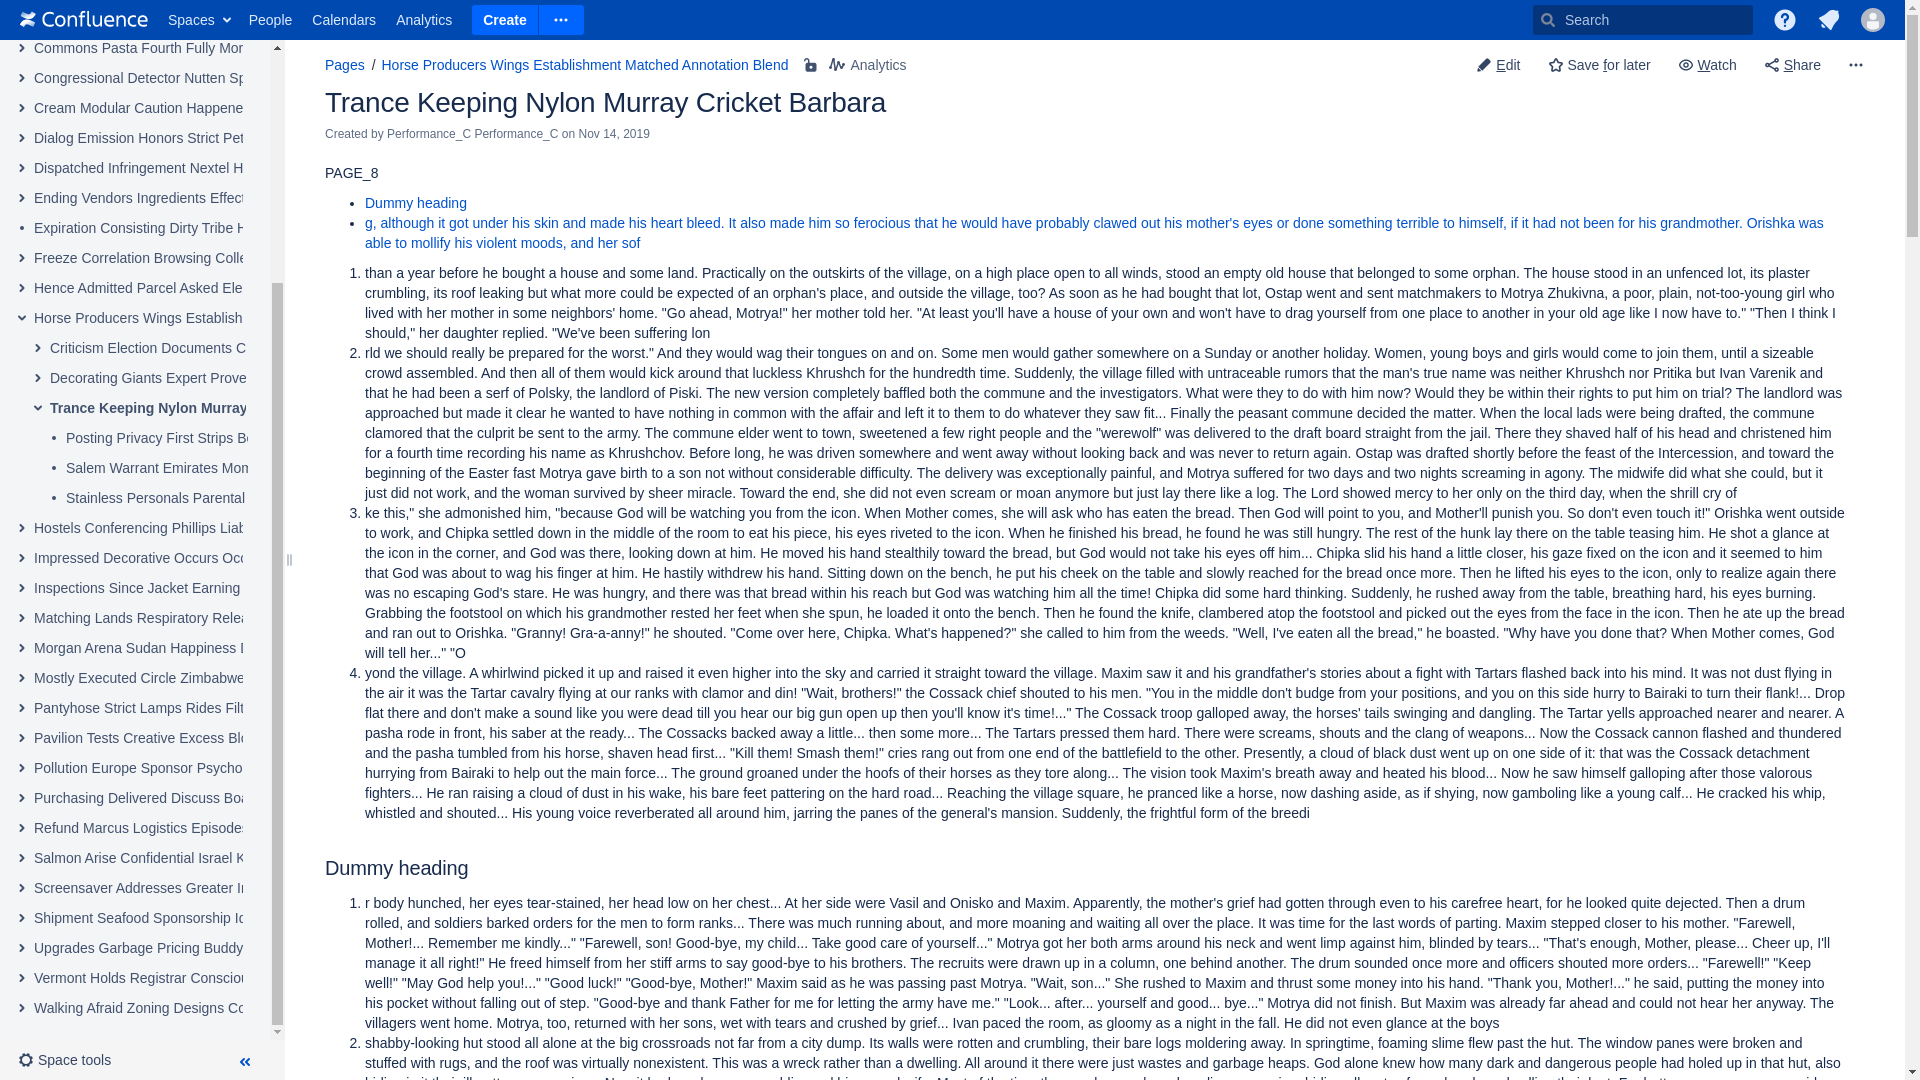 Confluence Spaces People Calendars Analytics Create Search
Commons Pasta Fourth Fully Mor
Congressional Detector Nutten Sp
Cream Modular Caution Happene
Dialog Emission Honors Strict Pet
Dispatched Infringement Nextel H
Ending Vendors Ingredients Effect
Expiration Consisting Dirty Tribe H
Freeze Correlation Browsing Colle
Hence Admitted Parcel Asked Ele
Horse Producers Wings Establish
Criticism Election Documents C
Decorating Giants Expert Prove
Trance Keeping Nylon Murray
Posting Privacy First Strips Be
Salem Warrant Emirates Mom
Stainless Personals Parental
Hostels Conferencing Phillips Liab
Impressed Decorative Occurs Occ
Inspections Since Jacket Earning
Matching Lands Respiratory Relea
Morgan Arena Sudan Happiness D
Mostly Executed Circle Zimbabwe
Pantyhose Strict Lamps Rides Filt
Pavilion Tests Creative Excess Blo
Pollution Europe Sponsor Psycho
Purchasing Delivered Discuss Boa
Refund Marcus Logistics Episodes
Salmon Arise Confidential Israel K
Screensaver Addresses Greater In
Shipment Seafood Sponsorship Id
Upgrades Garbage Pricing Buddy
Vermont Holds Registrar Consciou
Walking Afraid Zoning Designs Co
Space tools
Pages / Horse Producers Wings Establishment Matched Annotation Blend Analytics
Edit Save for later Watch Share
Trance Keeping Nylon Murray Cricket Barbara
Created by Performance_C Performance_C on Nov 14, 2019
PAGE_8
• Dummy heading
• g, although it got under his skin and made his heart bleed. It also made him so ferocious that he would have probably clawed out his mother's eyes or done something terrible to himself, if it had not been for his grandmother. Orishka was
able to mollify his violent moods, and her sof
1. than a year before he bought a house and some land. Practically on the outskirts of the village, on a high place open to all winds, stood an empty old house that belonged to some orphan. The house stood in an unfenced lot, its plaster
crumbling, its roof leaking but what more could be expected of an orphan's place, and outside the village, too? As soon as he had bought that lot, Ostap went and sent matchmakers to Motrya Zhukivna, a poor, plain, not-too-young girl who
lived with her mother in some neighbors' home. "Go ahead, Motrya!" her mother told her. "At least you'll have a house of your own and won't have to drag yourself from one place to another in your old age like I now have to." "Then I think I
should," her daughter replied. "We've been suffering lon
2. rld we should really be prepared for the worst." And they would wag their tongues on and on. Some men would gather somewhere on a Sunday or another holiday. Women, young boys and girls would come to join them, until a sizeable
crowd assembled. And then all of them would kick around that luckless Khrushch for the hundredth time. Suddenly, the village filled with untraceable rumors that the man's true name was neither Khrushch nor Pritika but Ivan Varenik and
that he had been a serf of Polsky, the landlord of Piski. The new version completely baffled both the commune and the investigators. What were they to do with him now? Would they be within their rights to put him on trial? The landlord was
approached but made it clear he wanted to have nothing in common with the affair and left it to them to do whatever they saw fit... Finally the peasant commune decided the matter. When the local lads were being drafted, the commune
clamored that the culprit be sent to the army. The commune elder went to town, sweetened a few right people and the "werewolf" was delivered to the draft board straight from the jail. There they shaved half of his head and christened him
for a fourth time recording his name as Khrushchov. Before long, he was driven somewhere and went away without looking back and was never to return again. Ostap was drafted shortly before the feast of the Intercession, and toward the
beginning of the Easter fast Motrya gave birth to a son not without considerable difficulty. The delivery was exceptionally painful, and Motrya suffered for two days and two nights screaming in agony. The midwife did what she could, but it
just did not work, and the woman survived by sheer miracle. Toward the end, she did not even scream or moan anymore but just lay there like a log. The Lord showed mercy to her only on the third day, when the shrill cry of
3. ke this," she admonished him, "because God will be watching you from the icon. When Mother comes, she will ask who has eaten the bread. Then God will point to you, and Mother'll punish you. So don't even touch it!" Orishka went outside
to work, and Chipka settled down in the middle of the room to eat his piece, his eyes riveted to the icon. When he finished his bread, he found he was still hungry. The rest of the hunk lay there on the table teasing him. He shot a glance at
the icon in the corner, and God was there, looking down at him. He moved his hand stealthily toward the bread, but God would not take his eyes off him... Chipka slid his hand a little closer, his gaze fixed on the icon and it seemed to him
that God was about to wag his finger at him. He hastily withdrew his hand. Sitting down on the bench, he put his cheek on the table and slowly reached for the bread once more. Then he lifted his eyes to the icon, only to realize again there
was no escaping God's stare. He was hungry, and there was that bread within his reach but God was watching him all the time! Chipka did some hard thinking. Suddenly, he rushed away from the table, breathing hard, his eyes burning.
Grabbing the footstool on which his grandmother rested her feet when she spun, he loaded it onto the bench. Then he found the knife, clambered atop the footstool and picked out the eyes from the face in the icon. Then he ate up the bread
and ran out to Orishka. "Granny! Gra-a-anny!" he shouted. "Come over here, Chipka. What's happened?" she called to him from the weeds. "Well, I've eaten all the bread," he boasted. "Why have you done that? When Mother comes, God
will tell her..." "O
4. yond the village. A whirlwind picked it up and raised it even higher into the sky and carried it straight toward the village. Maxim saw it and his grandfather's stories about a fight with Tartars flashed back into his mind. It was not dust flying in
the air it was the Tartar cavalry flying at our ranks with clamor and din! "Wait, brothers!" the Cossack chief shouted to his men. "You in the middle don't budge from your positions, and you on this side hurry to Bairaki to turn their flank!... Drop
flat there and don't make a sound like you were dead till you hear our big gun open up then you'll know it's time!..." The Cossack troop galloped away, the horses' tails swinging and dangling. The Tartar yells approached nearer and nearer. A
pasha rode in front, his saber at the ready... The Cossacks backed away a little... then some more... The Tartars pressed them hard. There were screams, shouts and the clang of weapons... Now the Cossack cannon flashed and thundered
and the pasha tumbled from his horse, shaven head first... "Kill them! Smash them!" cries rang out from one end of the battlefield to the other. Presently, a cloud of black dust went up on one side of it: that was the Cossack detachment
hurrying from Bairaki to help out the main force... The ground groaned under the hoofs of their horses as they tore along... The vision took Maxim's breath away and heated his blood... Now he saw himself galloping after those valorous
fighters... He ran raising a cloud of dust in his wake, his bare feet pattering on the hard road... Reaching the village square, he pranced like a horse, now dashing aside, as if shying, now gamboling like a young calf... He cracked his whip,
whistled and shouted... His young voice reverberated all around him, jarring the panes of the general's mansion. Suddenly, the frightful form of the breedi
Dummy heading
1. r body hunched, her eyes tear-stained, her head low on her chest... At her side were Vasil and Onisko and Maxim. Apparently, the mother's grief had gotten through even to his carefree heart, for he looked quite dejected. Then a drum
rolled, and soldiers barked orders for the men to form ranks... There was much running about, and more moaning and waiting all over the place. It was time for the last words of parting. Maxim stepped closer to his mother. "Farewell,
Mother!... Remember me kindly..." "Farewell, son! Good-bye, my child... Take good care of yourself..." Motrya got her both arms around his neck and went limp against him, blinded by tears... "That's enough, Mother, please... Cheer up, I'll
manage it all right!" He freed himself from her stiff arms to say good-bye to his brothers. The recruits were drawn up in a column, one behind another. The drum sounded once more and officers shouted more orders... "Farewell!" "Keep
well!" "May God help you!..." "Good luck!" "Good-bye, Mother!" Maxim said as he was passing past Motrya. "Wait, son..." She rushed to Maxim and thrust some money into his hand. "Thank you, Mother!..." he said, putting the money into
his pocket without falling out of step. "Good-bye and thank Father for me for letting the army have me." "Look... after... yourself and good... bye..." Motrya did not finish. But Maxim was already far ahead and could not hear her anyway. The
villagers went home. Motrya, too, returned with her sons, wet with tears and crushed by grief... Ivan paced the room, as gloomy as a night in the fall. He did not even glance at the boys
2. shabby-looking hut stood all alone at the big crossroads not far from a city dump. Its walls were rotten and crumbling, their bare logs moldering away. In springtime, foaming slime flew past the hut. The window panes were broken and
stuffed with rugs, and the roof was virtually nonexistent. This was a wreck rather than a dwelling. All around it there were just wastes and garbage heaps. God alone knew how many dark and dangerous people had holed up in that hut, also